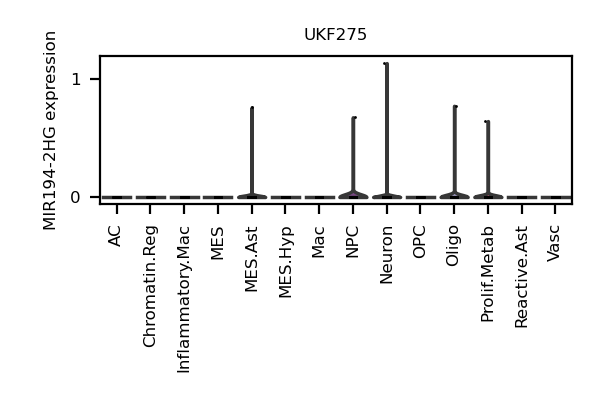 UKF275
MIR194-2HG expression
1
0
AC
Chromatin.Reg
Inflammatory.Mac
MES
MES.Ast
MES.Hyp
Mac
NPC
Neuron
OPC
Oligo
Prolif.Metab
Reactive.Ast
Vasc